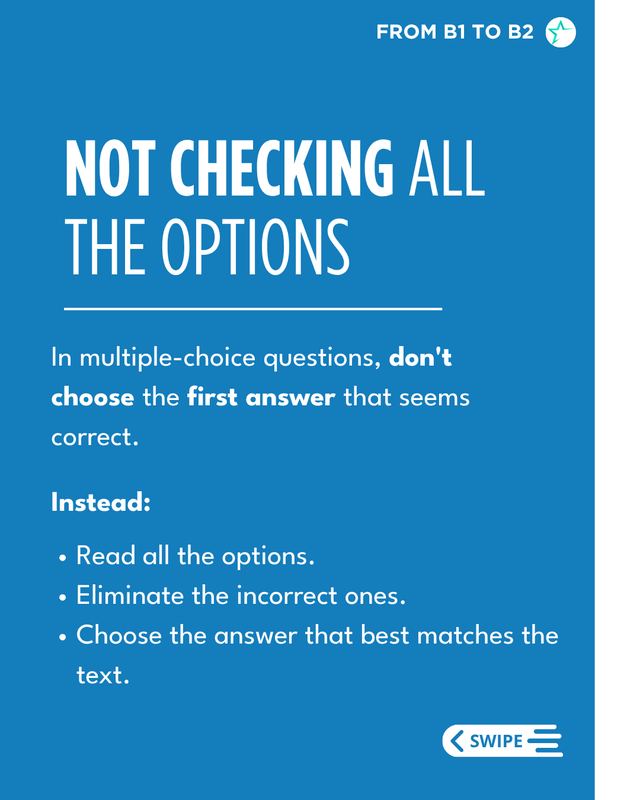 FROM B1 TO B2
NOT CHECKING ALL
THE OPTIONS
In multiple-choice questions, don't
choose the first answer that seems
correct.
Instead:
• Read all the options.
• Eliminate the incorrect ones.
• Choose the answer that best matches the
text.
SWIPE